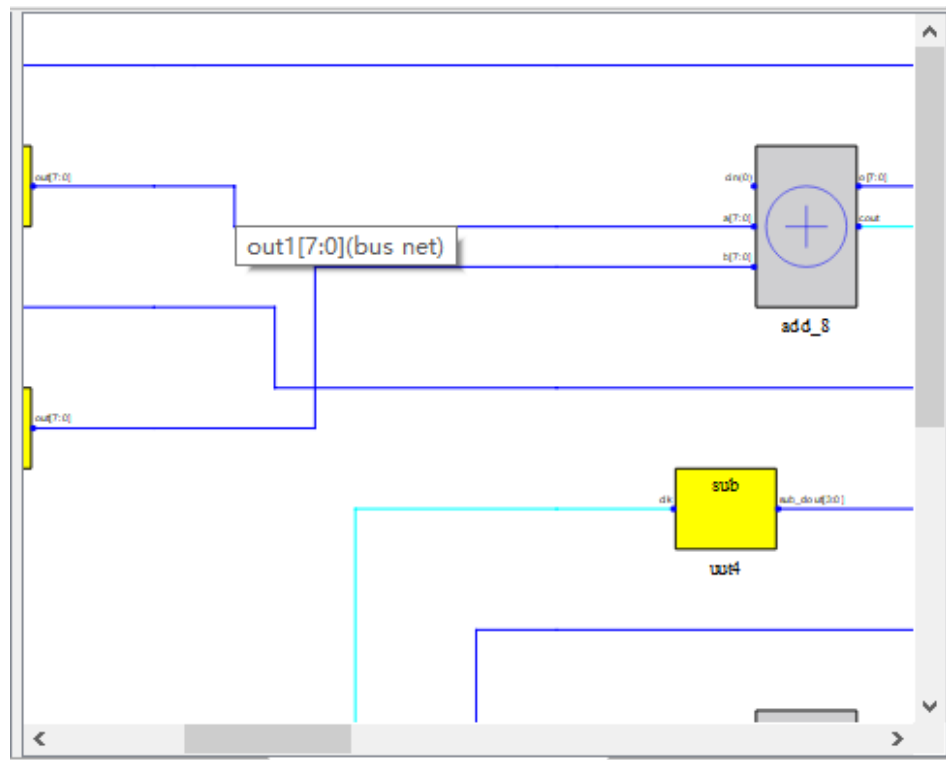 out[7:0]
cin(0)
o[7:0]
a[7:0]
cout
out1[7:0](bus net)
b[7:0]
add_8
out[7:0]
sub
clk
sub_dout[3:0]
uut4